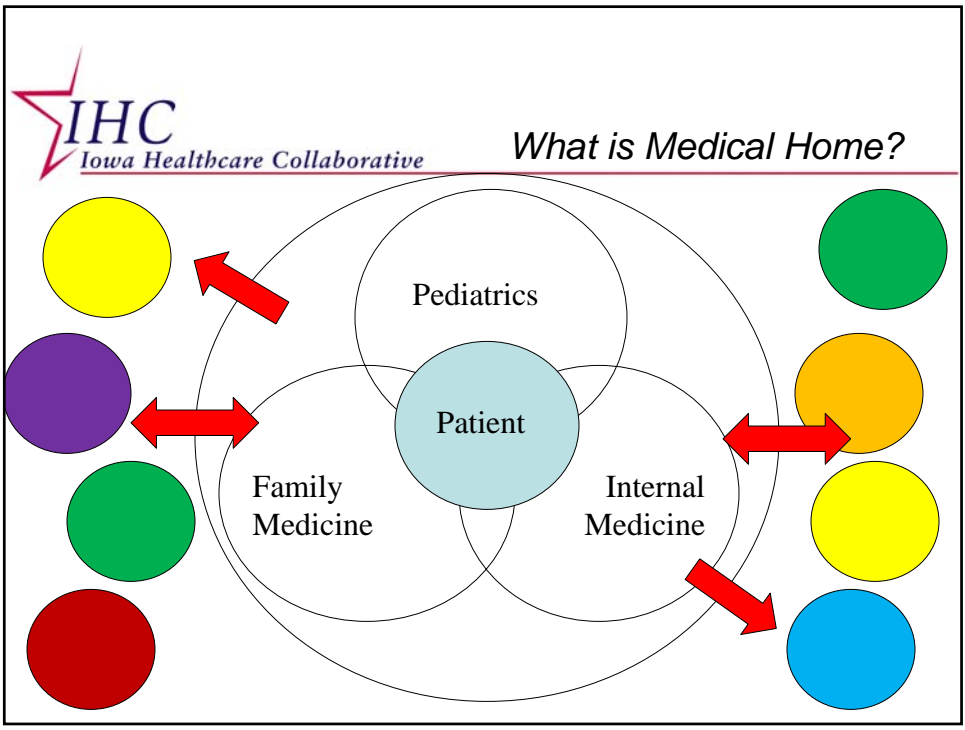 IHC
Iowa Healthcare Collaborative
What is Medical Home?
Pediatrics
Patient
Family
Medicine
Internal
Medicine